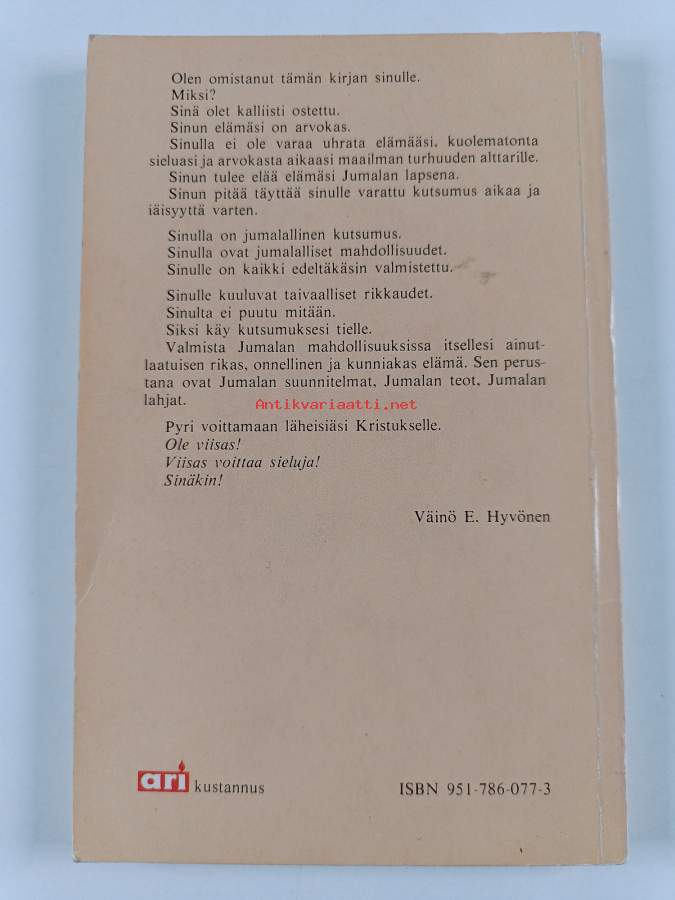 Olen omistanut tämän kirjan sinulle.
Miksi?
Sinä olet kalliisti ostettu.
Sinun elämäsi on arvokas.
Sinulla ei ole varaa uhrata elämääsi, kuolematonta
sieluasi ja arvokasta aikaasi maailman turhuuden alttarille.
Sinun tulee elää elämäsi Jumalan lapsena.
Sinun pitää täyttää sinulle varattu kutsumus aikaa ja
iäisyyttä varten.
Sinulla on jumalallinen kutsumus.
Sinulla ovat jumalalliset mahdollisuudet.
Sinulle on kaikki edeltäkäsin valmistettu.
Sinulle kuuluvat taivaalliset rikkaudet.
Sinulta ei puutu mitään.
Siksi käy kutsumuksesi tielle.
Valmista Jumalan mahdollisuuksissa itsellesi ainut-
laatuisen rikas, onnellinen ja kunniakas elämä. Sen perus-
tana ovat Jumalan suunnitelmat, Jumalan teot, Jumalan
lahjat.
Antikvariaatti.net
Pyri voittamaan läheisiäsi Kristukselle.
Ole viisas!
Viisas voittaa sieluja!
Sinäkin!
Väinö E. Hyvönen
ari kustannus
ISBN 951-786-077-3